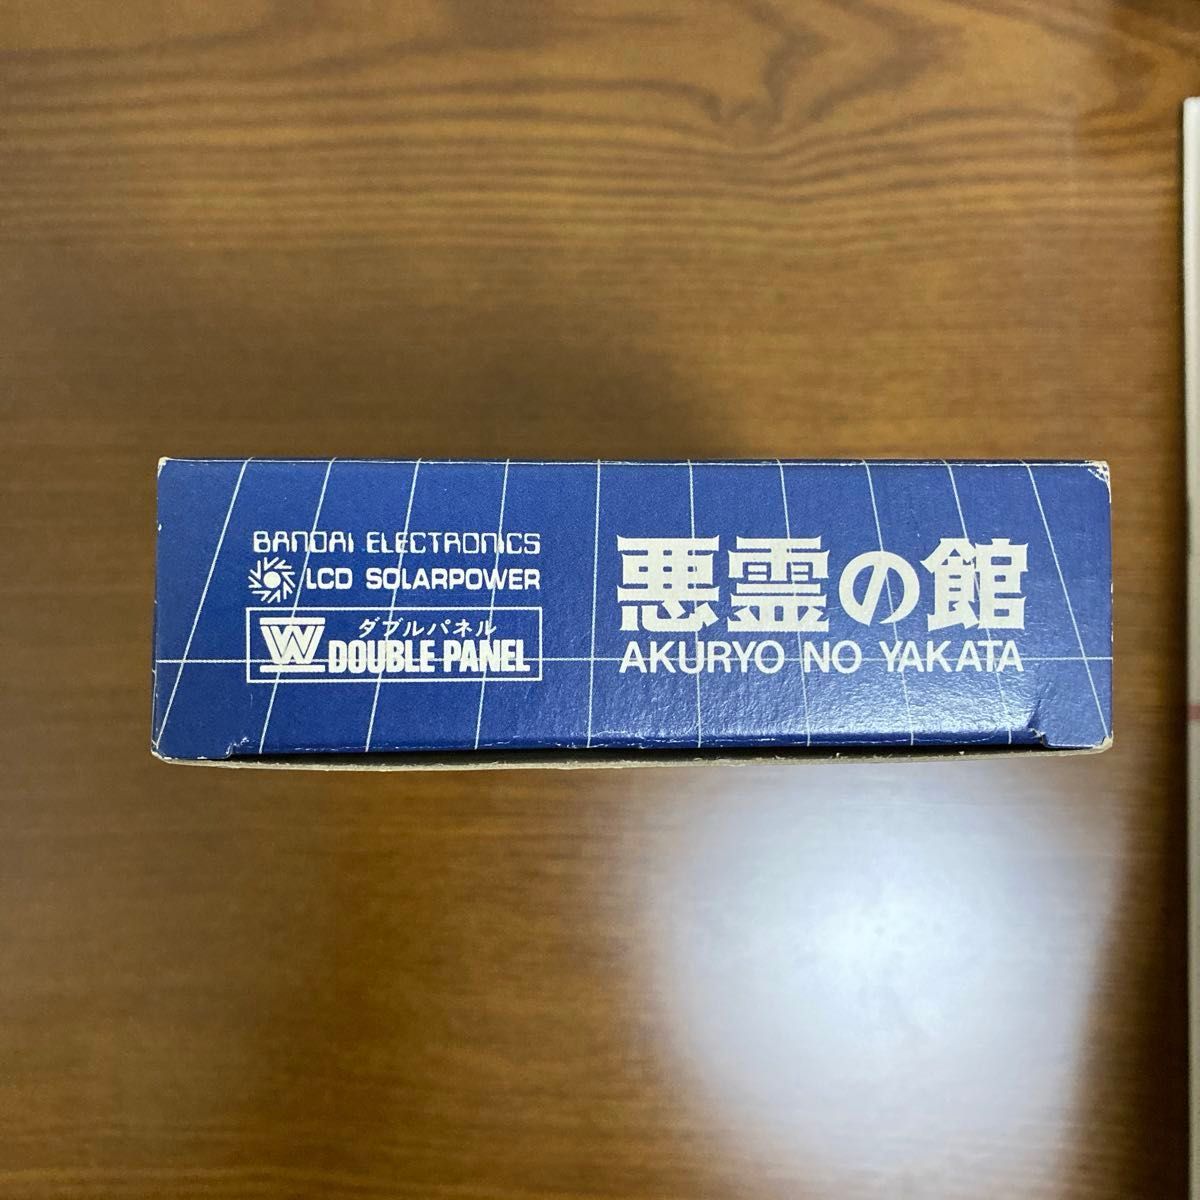 BANDAI ELECTRONICS
LCD SOLARPOWER
W ダブルパネル
DOUBLE PANEL
悪霊の館
AKURYO NO YAKATA